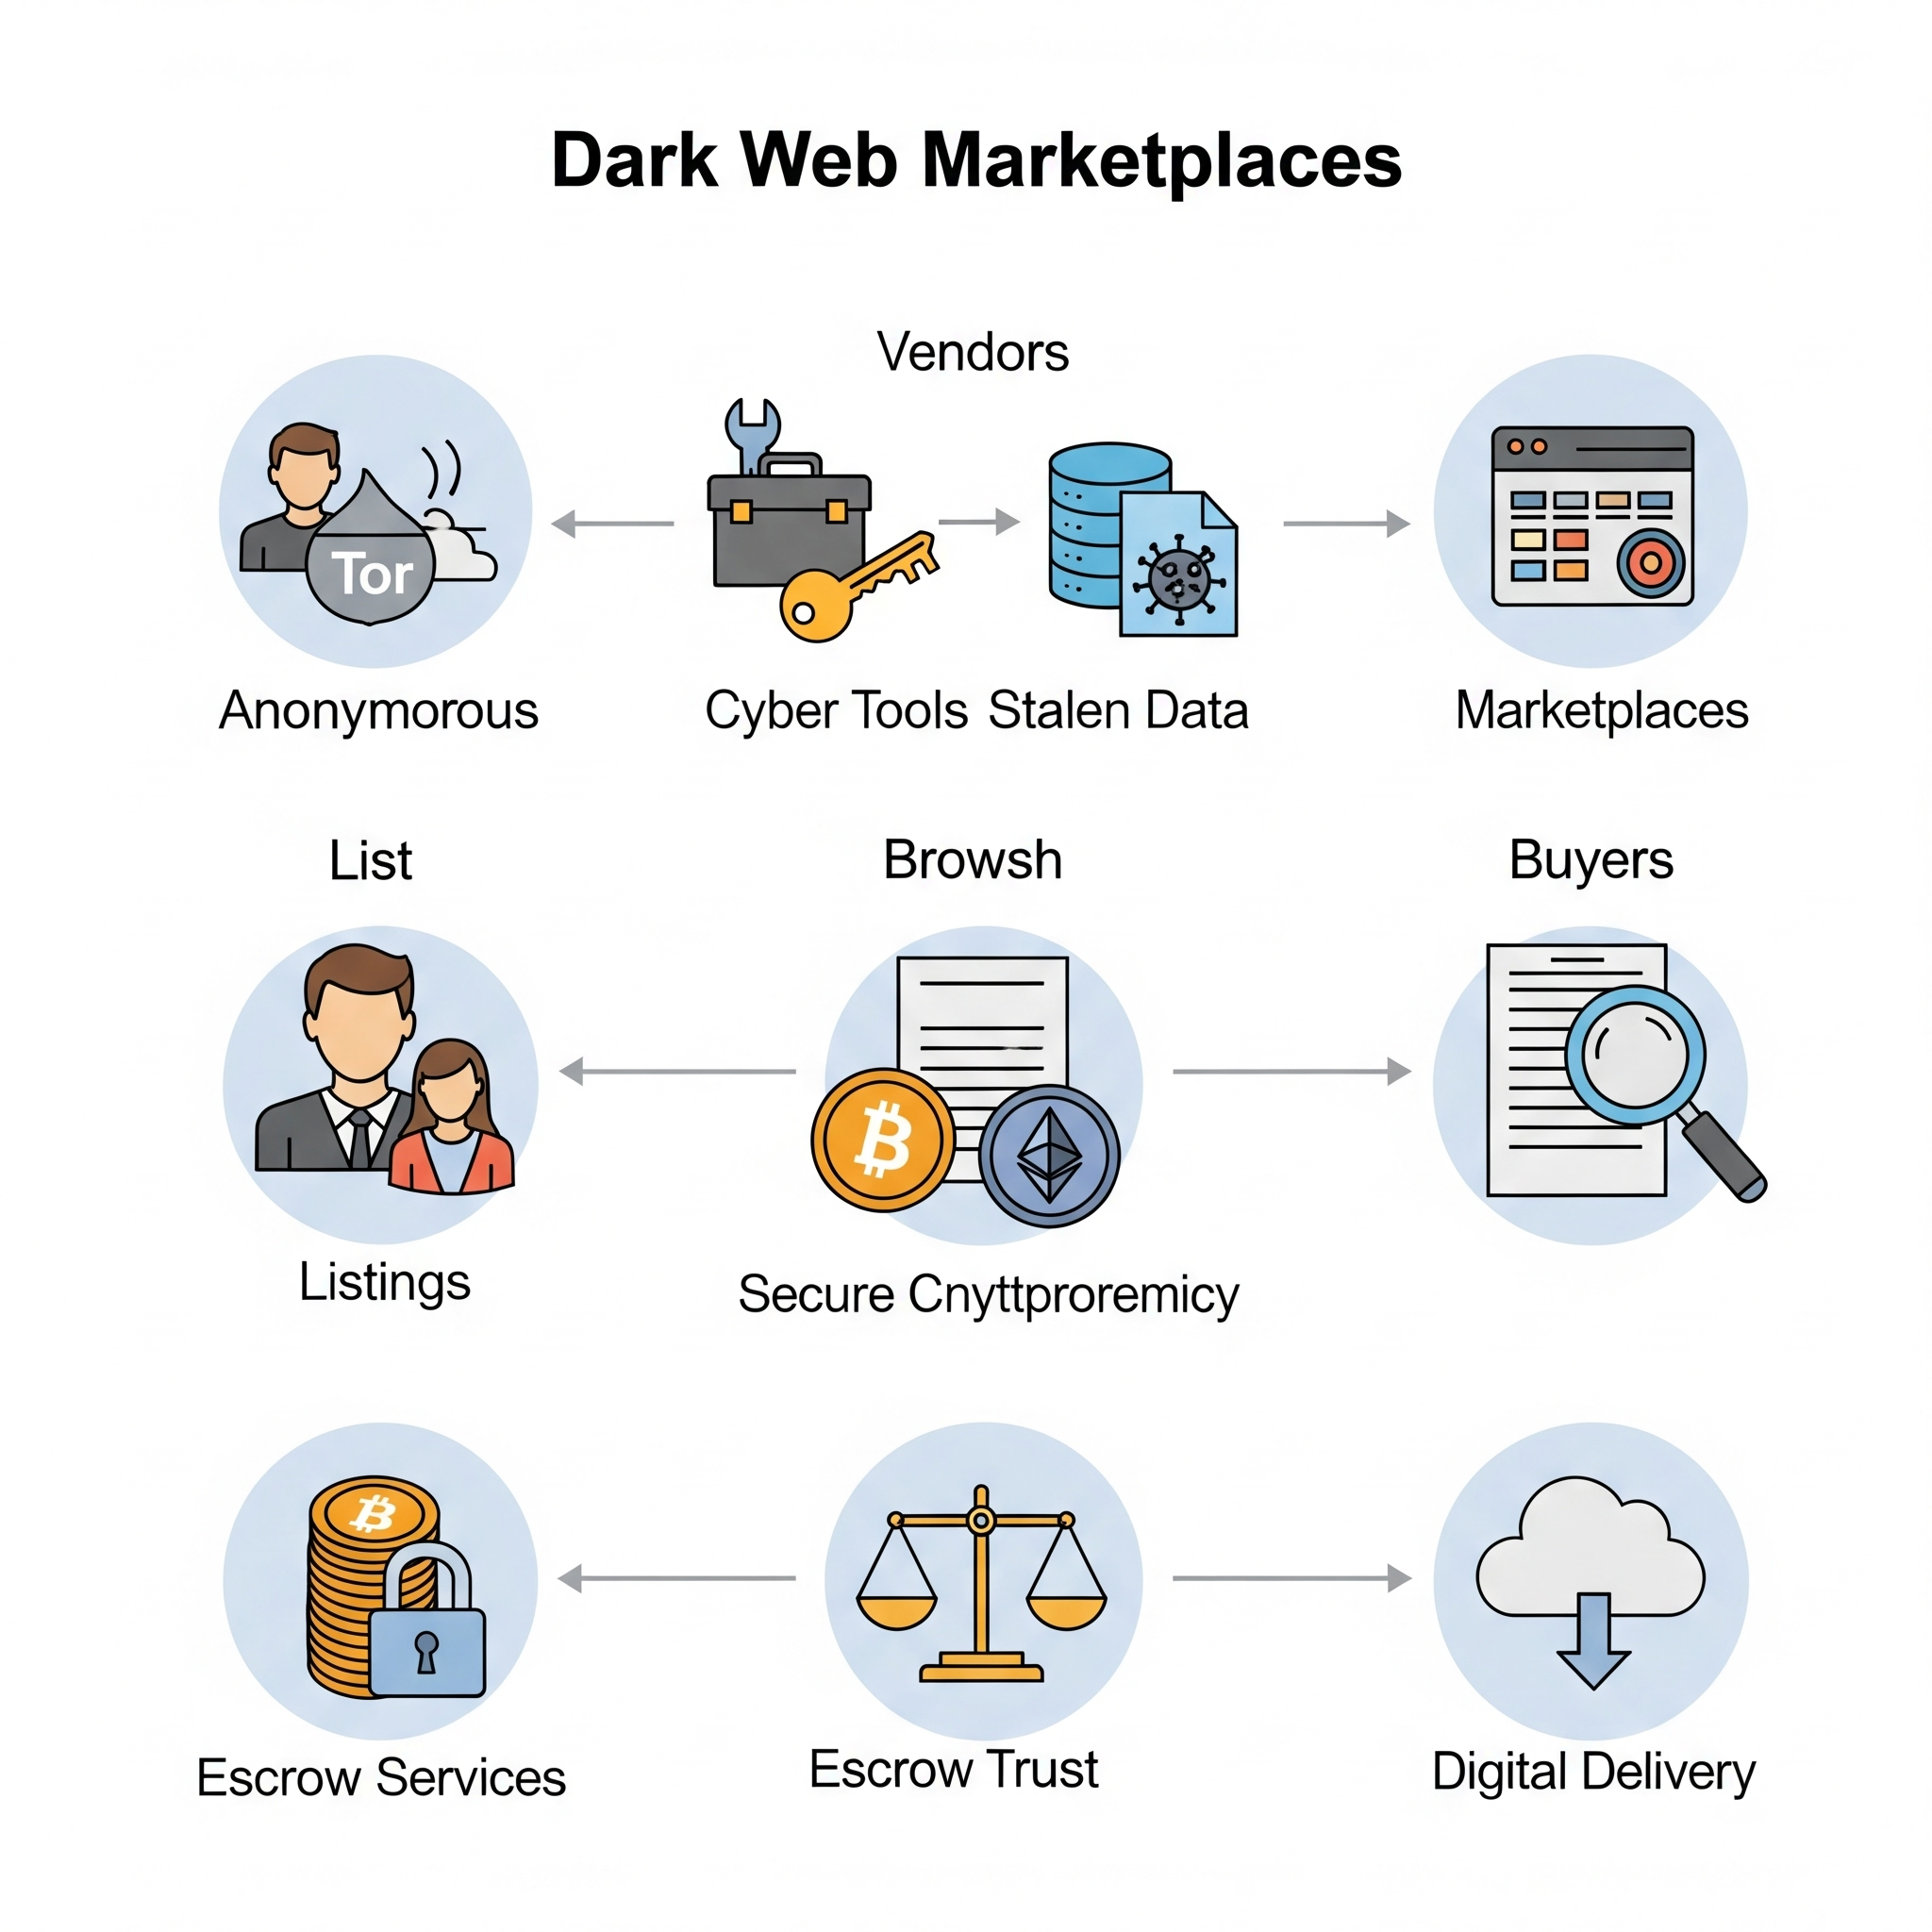 Dark Web Marketplaces
Vendors
Tor
Anonymorous
Cyber Tools
Stalen Data
Marketplaces
List
Browsh
Buyers
Listings
Secure Cnyttproremicy
Escrow Services
Escrow Trust
Digital Delivery